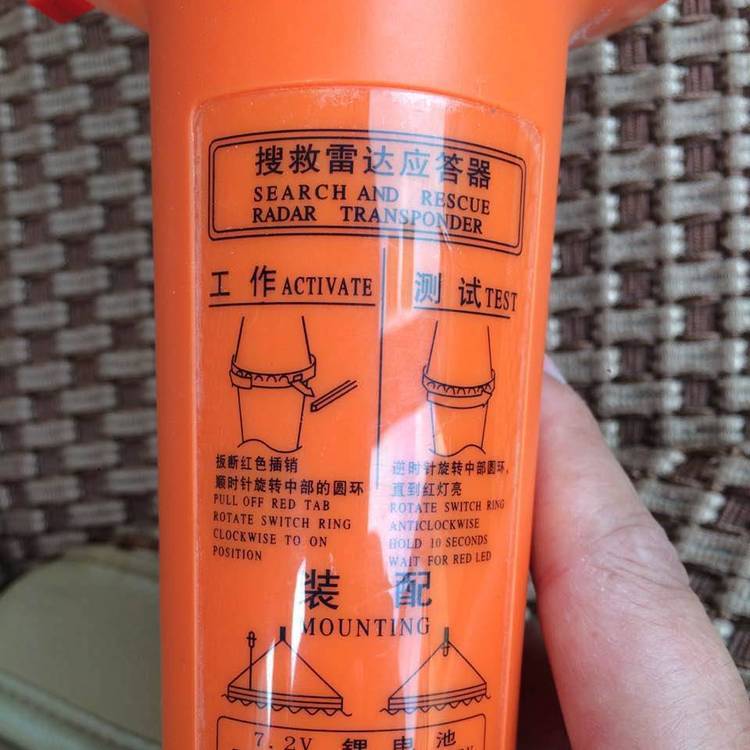 搜救雷达应答器
SEARCH AND RESCUE
RADAR TRANSPONDER
工作 ACTIVATE
扳断红色插销
顺时针旋转中部的圆环
PULL OFF RED TAB
ROTATE SWITCH RING
CLOCKWISE TO ON
POSITION
测试 TEST
逆时针旋转中部圆环,
直到红灯亮
ROTATE SWITCH RING
ANTICLOCKWISE
HOLD 10 SECONDS
WAIT FOR RED LED
装配
MOUNTING
7.2V 锂电池